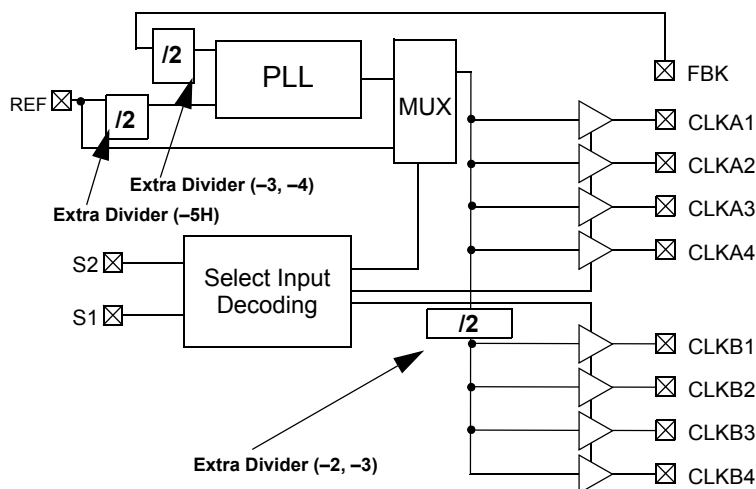 /2
PLL
FBK
REF
/2
MUX
CLKA1
CLKA2
Extra Divider (–3, –4)
CLKA3
Extra Divider (–5H)
CLKA4
S2
Select Input
Decoding
S1
/2
CLKB1
CLKB2
CLKB3
Extra Divider (–2, –3)
CLKB4